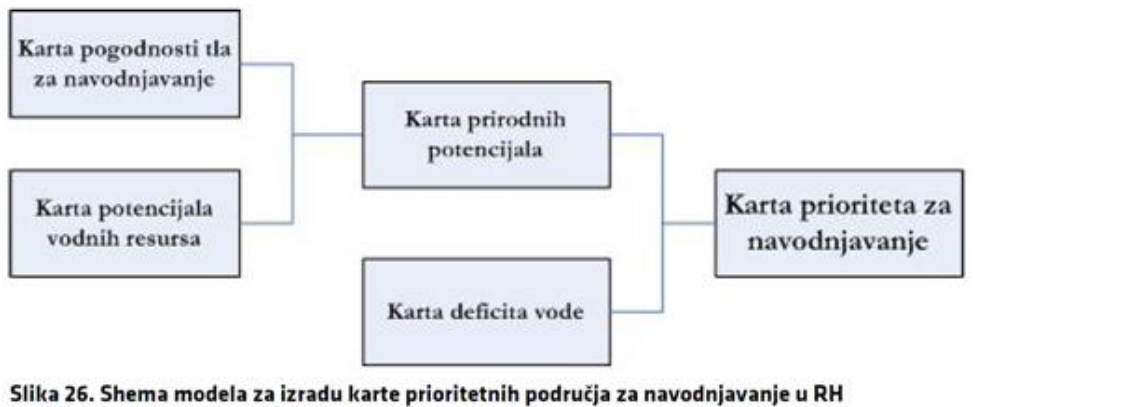 Karta pogodnosti tla
za navodnjavanje
Karta potencijala
vodnih resursa
Karta prirodnih
potencijala
Karta deficita vode
Karta prioriteta za
navodnjavanje
Slika 26. Shema modela za izradu karte prioritetnih područja za navodnjavanje u RH